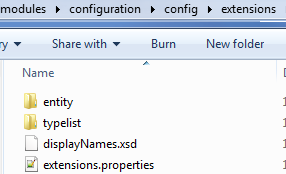 modules ▸ configuration ▸ config ▸ extensions
Share with ▾ Burn New folder
Name
entity
typelist
displayNames.xsd
extensions.properties